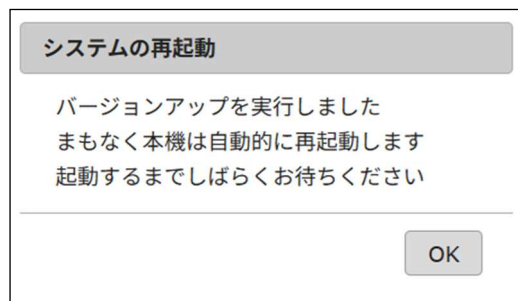 システムの再起動
バージョンアップを実行しました
まもなく本機は自動的に再起動します
起動するまでしばらくお待ちください
OK